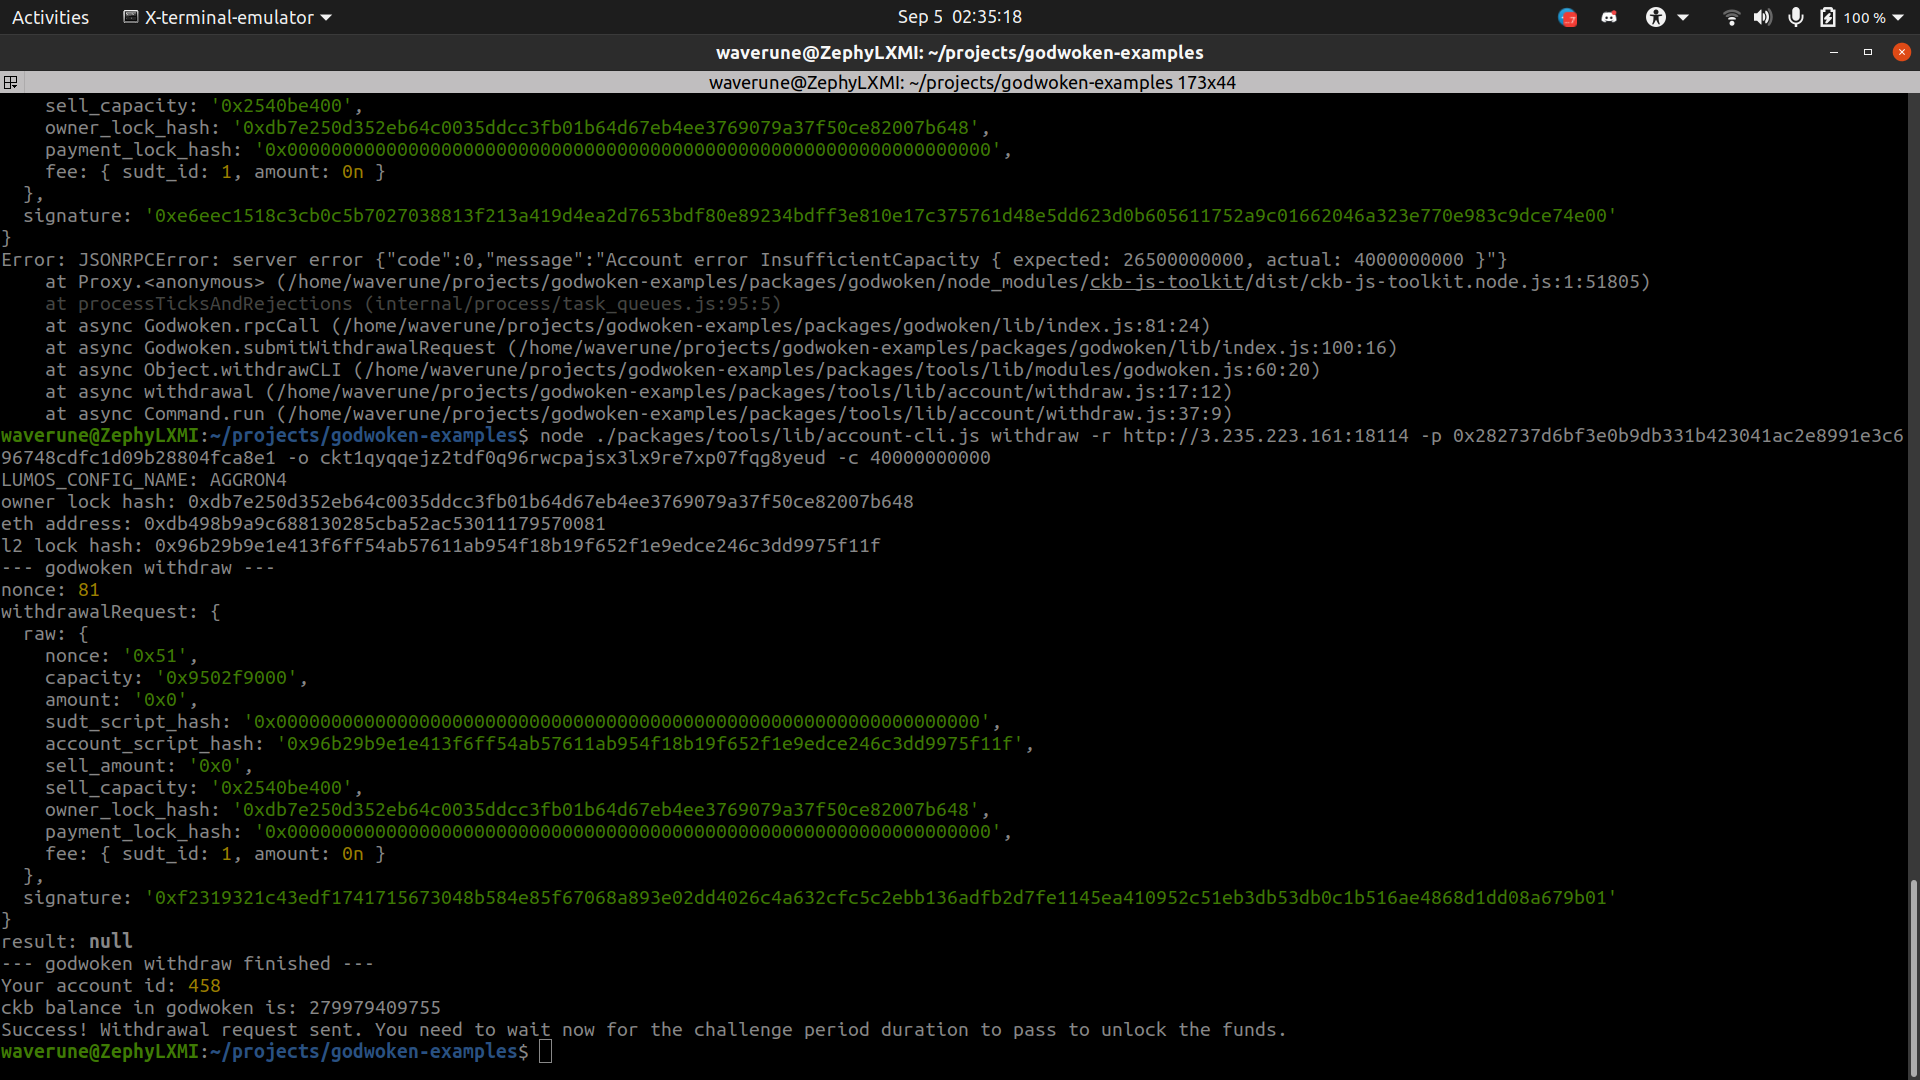 Activities X-terminal-emulator Sep 5 02:35:18 100 %
waverune@ZephyLXMI: ~/projects/godwoken-examples
waverune@ZephyLXMI: ~/projects/godwoken-examples 173x44
sell_capacity: '0x2540be400',
owner_lock_hash: '0xdb7e250d352eb64c0035ddcc3fb01b64d67eb4ee3769079a37f50ce82007b648',
payment_lock_hash: '0x0000000000000000000000000000000000000000000000000000000000000000',
fee: { sudt_id: 1, amount: 0n }
},
signature: '0xe6eec1518c3cb0c5b7027038813f213a419d4ea2d7653bdf80e89234bdff3e810e17c375761d48e5dd623d0b605611752a9c01662046a323e770e983c9dce74e00'
}
Error: JSONRPCError: server error {"code":0,"message":"Account error InsufficientCapacity { expected: 26500000000, actual: 4000000000 }"}
at Proxy.<anonymous> (/home/waverune/projects/godwoken-examples/packages/godwoken/node_modules/ckb-js-toolkit/dist/ckb-js-toolkit.node.js:1:51805)
at processTicksAndRejections (internal/process/task_queues.js:95:5)
at async Godwoken.rpcCall (/home/waverune/projects/godwoken-examples/packages/godwoken/lib/index.js:81:24)
at async Godwoken.submitWithdrawalRequest (/home/waverune/projects/godwoken-examples/packages/godwoken/lib/index.js:100:16)
at async Object.withdrawCLI (/home/waverune/projects/godwoken-examples/packages/tools/lib/modules/godwoken.js:60:20)
at async withdrawal (/home/waverune/projects/godwoken-examples/packages/tools/lib/account/withdraw.js:17:12)
at async Command.run (/home/waverune/projects/godwoken-examples/packages/tools/lib/account/withdraw.js:37:9)
waverune@ZephyLXMI:~/projects/godwoken-examples$ node ./packages/tools/lib/account-cli.js withdraw -r http://3.235.223.161:18114 -p 0x282737d6bf3e0b9db331b423041ac2e8991e3c6
96748cdfc1d09b28804fca8e1 -o ckt1qyqqejz2tdf0q96rwcpajsx3lx9re7xp07fqg8yeud -c 40000000000
LUMOS_CONFIG_NAME: AGGRON4
owner lock hash: 0xdb7e250d352eb64c0035ddcc3fb01b64d67eb4ee3769079a37f50ce82007b648
eth address: 0xdb498b9a9c688130285cba52ac53011179570081
l2 lock hash: 0x96b29b9e1e413f6ff54ab57611ab954f18b19f652f1e9edce246c3dd9975f11f
--- godwoken withdraw ---
nonce: 81
withdrawalRequest: {
raw: {
nonce: '0x51',
capacity: '0x9502f9000',
amount: '0x0',
sudt_script_hash: '0x0000000000000000000000000000000000000000000000000000000000000000',
account_script_hash: '0x96b29b9e1e413f6ff54ab57611ab954f18b19f652f1e9edce246c3dd9975f11f',
sell_amount: '0x0',
sell_capacity: '0x2540be400',
owner_lock_hash: '0xdb7e250d352eb64c0035ddcc3fb01b64d67eb4ee3769079a37f50ce82007b648',
payment_lock_hash: '0x0000000000000000000000000000000000000000000000000000000000000000',
fee: { sudt_id: 1, amount: 0n }
},
signature: '0xf2319321c43edf1741715673048b584e85f67068a893e02dd4026c4a632cfc5c2ebb136adfb2d7fe1145ea410952c51eb3db53db0c1b516ae4868d1dd08a679b01'
}
result: null
--- godwoken withdraw finished ---
Your account id: 458
ckb balance in godwoken is: 279979409755
Success! Withdrawal request sent. You need to wait now for the challenge period duration to pass to unlock the funds.
waverune@ZephyLXMI:~/projects/godwoken-examples$